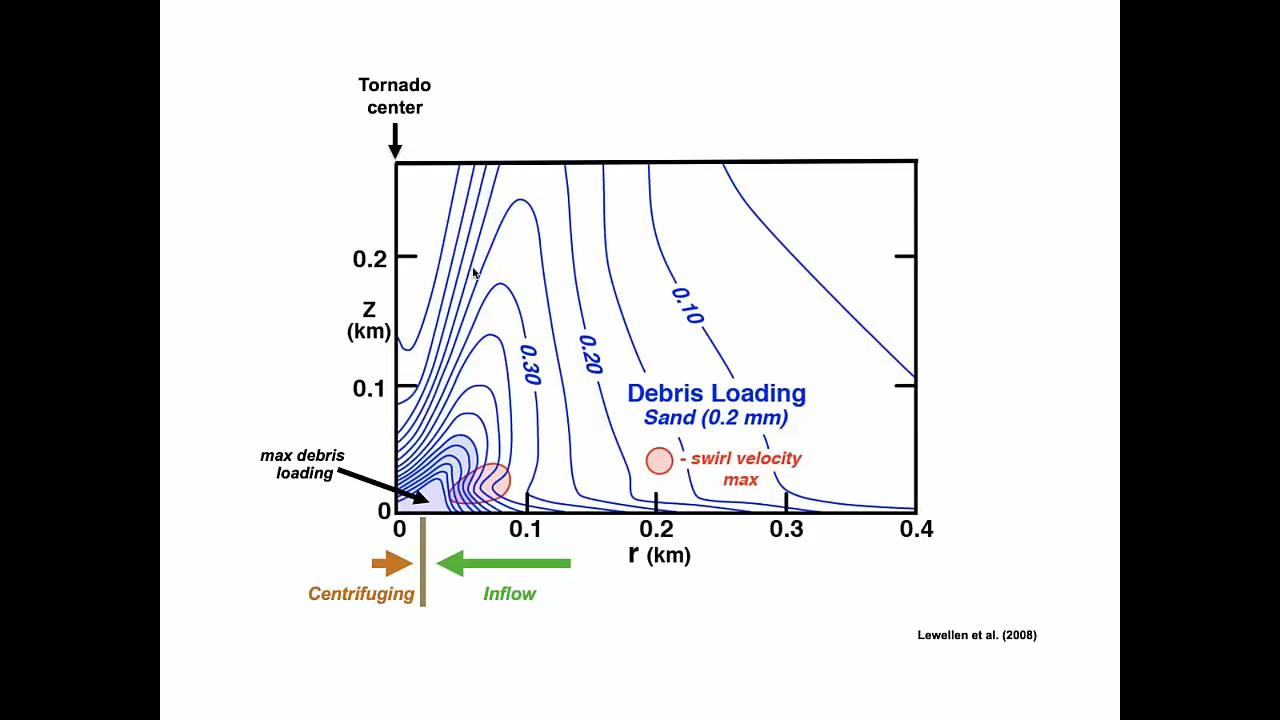 Tornado
center
0.2
z
(km)
0.1
0
0.10
0.20
0.30
Debris Loading
Sand (0.2 mm)
- swirl velocity
max
max debris
loading
0
0.1
0.2
0.3
0.4
r (km)
Centrifuging
Inflow
Lewellen et al. (2008)